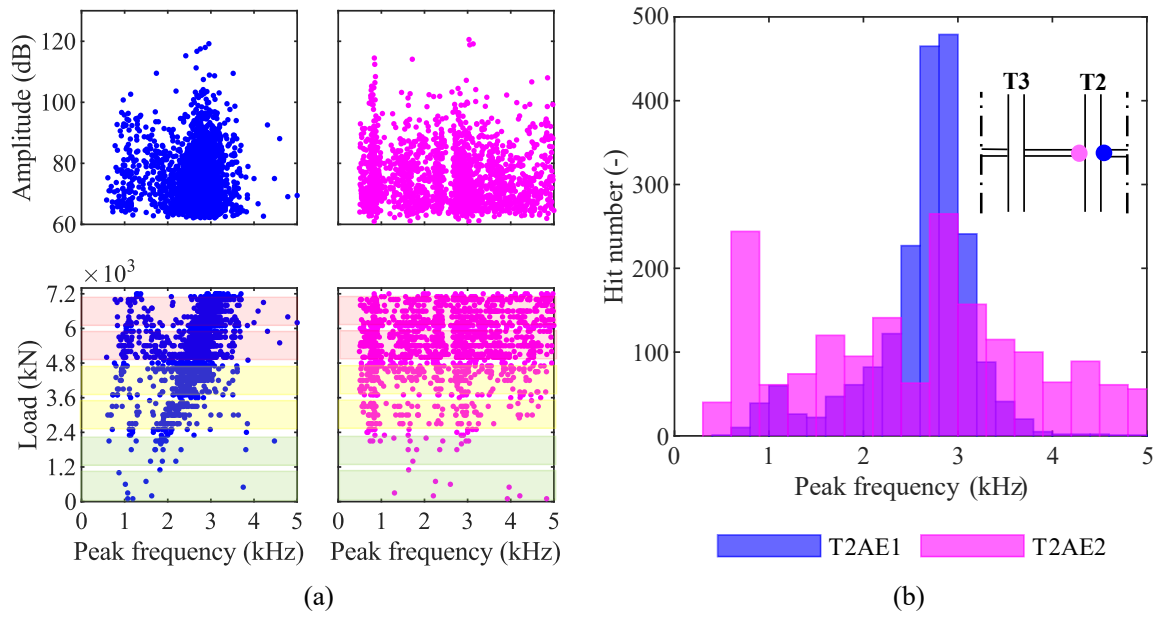 Amplitude (dB)
120
100
80
60
×10³
Load (kN)
7.2
6
4.8
3.6
2.4
1.2
0
0 1 2 3 4 5 0 1 2 3 4 5
Peak frequency (kHz) Peak frequency (kHz)
(a)
Hit number (-)
500
400
300
200
100
0
T3 T2
0 1 2 3 4 5
Peak frequency (kHz)
T2AE1 T2AE2
(b)